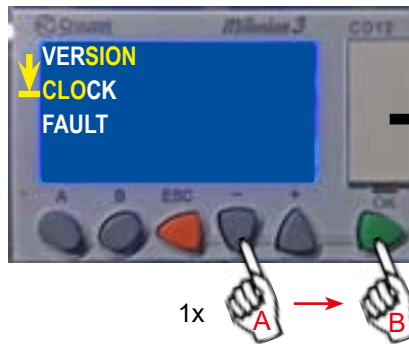 Crouzet Millenium 3 CD12
VERSION
CLOCK
FAULT
A B ESC - + OK
1x A B